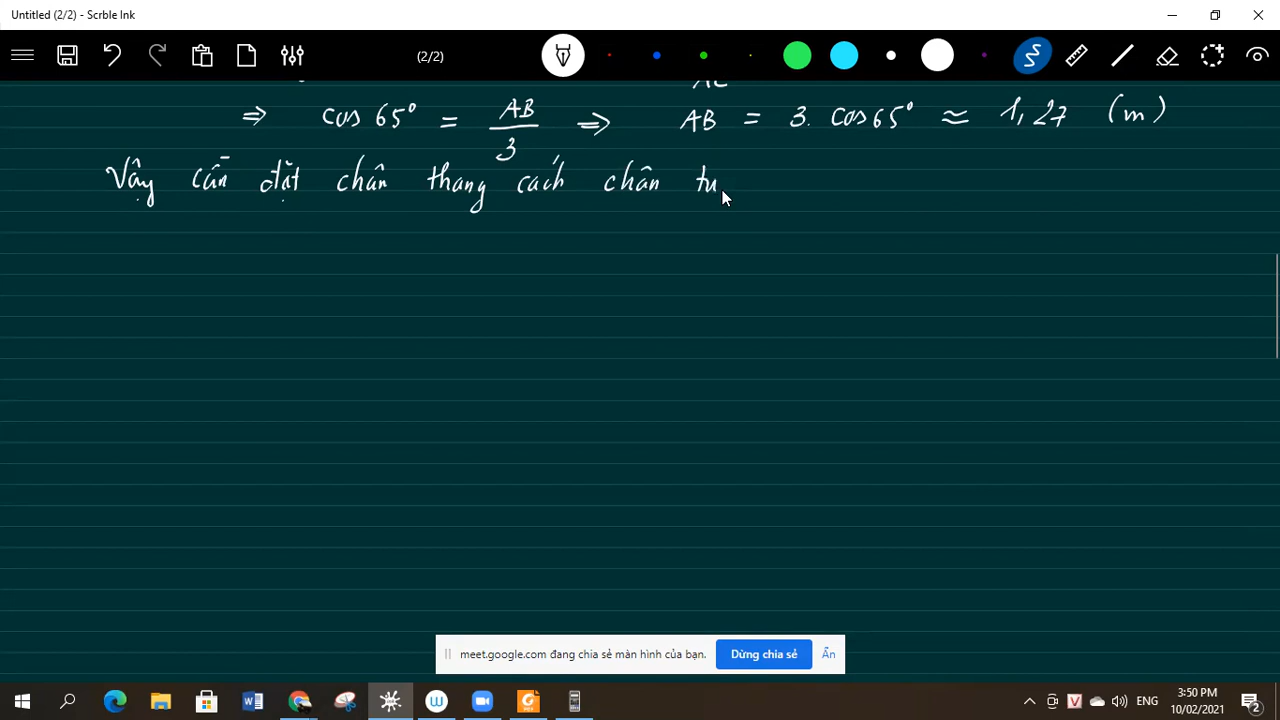 Untitled (2/2) - Scrble Ink
(2/2)
AC
⇒ cos 65° = AB/3 ⇒ AB = 3. cos 65° ≈ 1,27 (m)
Vậy cần đặt chân thang cách chân tu
meet.google.com đang chia sẻ màn hình của bạn. Dừng chia sẻ Ẩn
ENG
3:50 PM
10/02/2021